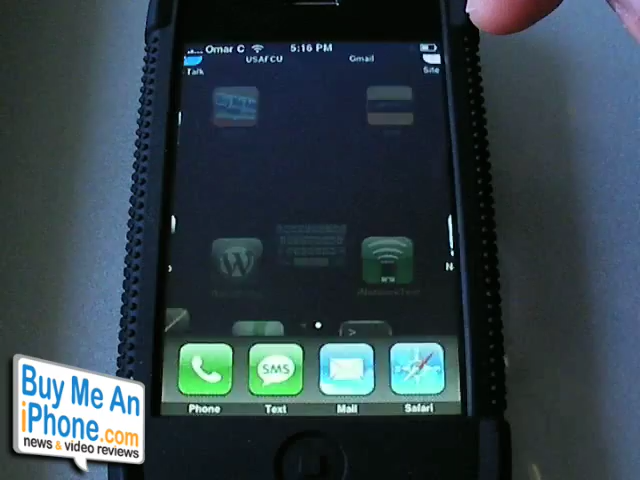 Omar C
5:16 PM
Talk
USAFCU
Gmail
Site
SMS
Phone
Text
Mail
Safari
Buy Me An
iPhone.com
news & video reviews